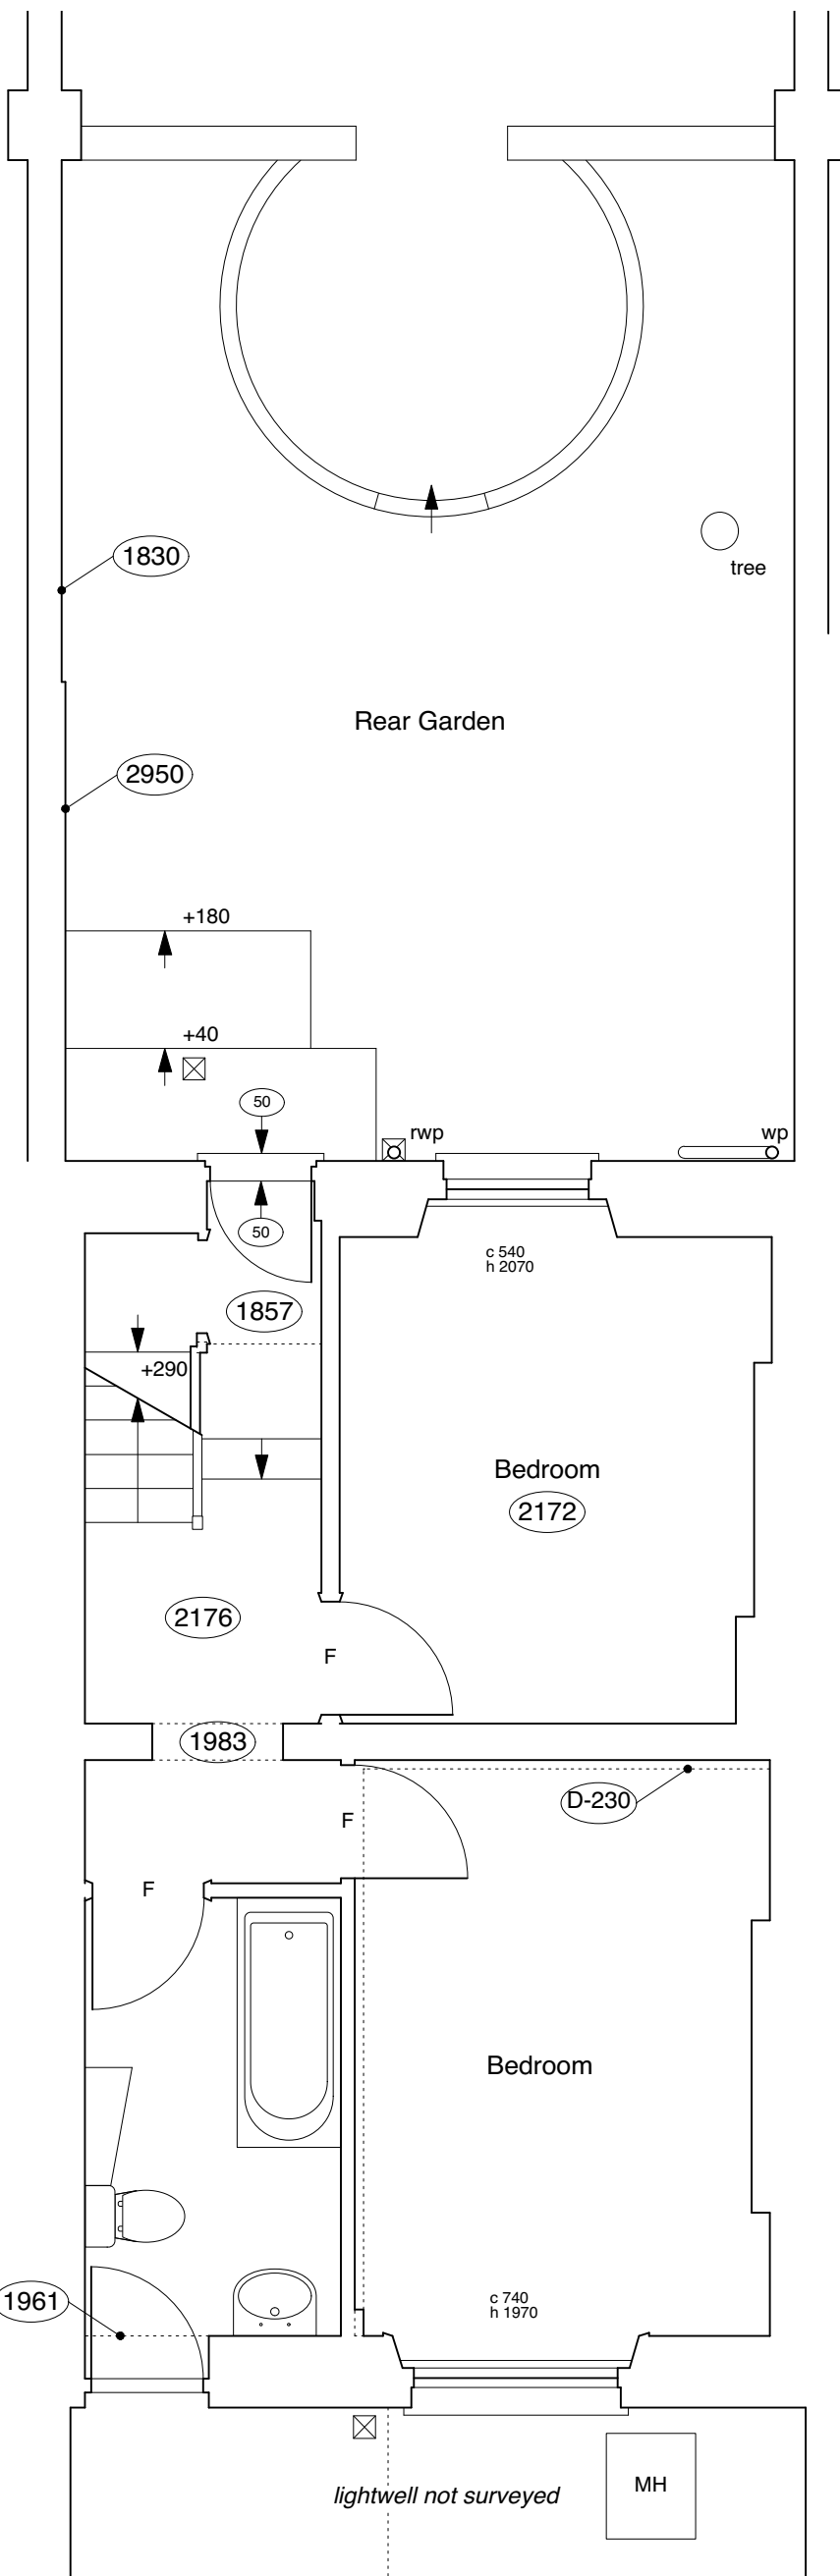 1830
tree
Rear Garden
2950
+180
+40
50
rwp
wp
50
c 540
h 2070
1857
+290
Bedroom
2172
2176
F
1983
D-230
F
F
Bedroom
1961
c 740
h 1970
MH
lightwell not surveyed